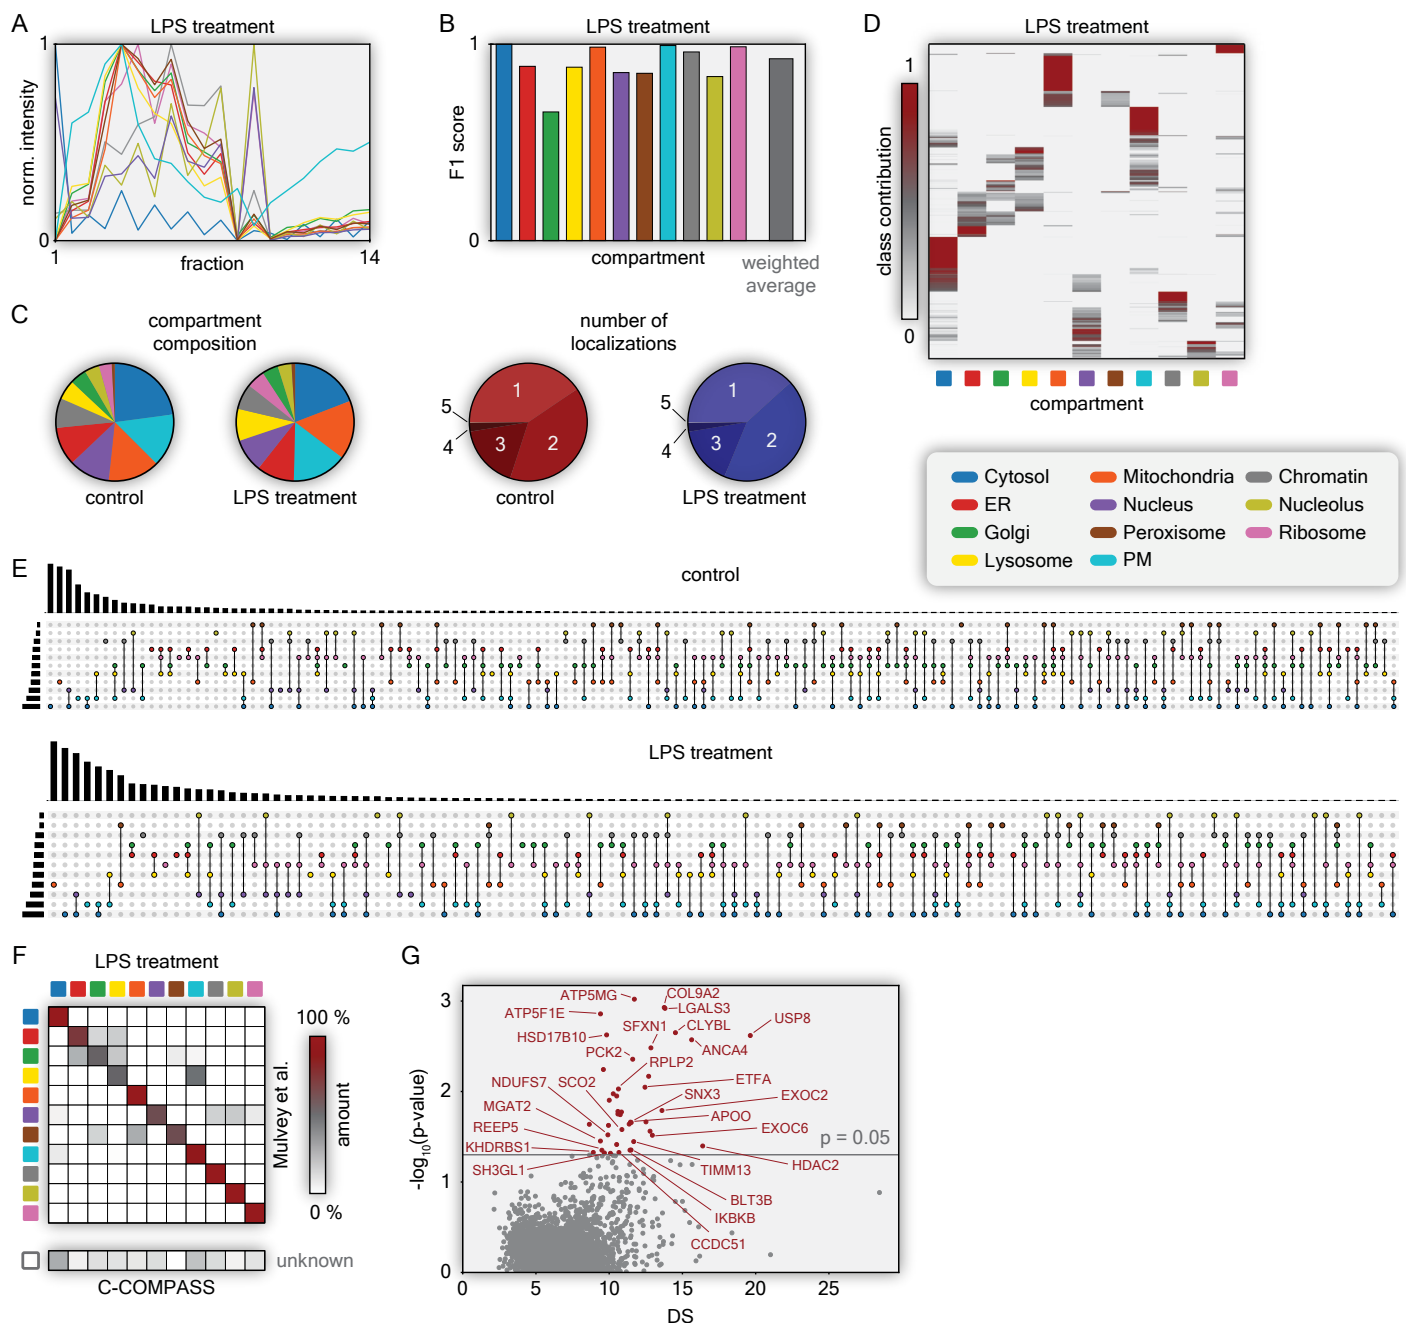 A
LPS treatment
1
norm. intensity
0
1
14
fraction
B
LPS treatment
1
F1 score
0
compartment
weighted
average
D
LPS treatment
1
class contribution
0
compartment
C
compartment
composition
control
LPS treatment
number of
localizations
1
2
3
4
5
control
1
2
3
4
5
LPS treatment
Cytosol
ER
Golgi
Lysosome
Mitochondria
Nucleus
Peroxisome
PM
Chromatin
Nucleolus
Ribosome
E
control
LPS treatment
F
LPS treatment
Mulvey et al.
100 %
amount
0 %
unknown
C-COMPASS
G
3
2
1
0
-log10(p-value)
ATP5MG
COL9A2
LGALS3
ATP5F1E
SFXN1
CLYBL
USP8
HSD17B10
ANCA4
PCK2
RPLP2
NDUFS7
SCO2
ETFA
SNX3
EXOC2
MGAT2
APOO
REEP5
EXOC6
p = 0.05
KHDRBS1
HDAC2
SH3GL1
TIMM13
BLT3B
IKBKB
CCDC51
0
5
10
15
20
25
DS